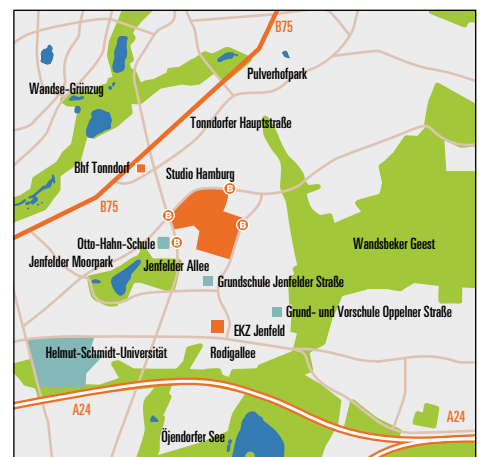 B75
Pulverhofpark
Wandse-Grünzug
Tonndorfer Hauptstraße
Bhf Tonndorf
Studio Hamburg
B
B75
B
B
Otto-Hahn-Schule
B
Wandsbeker Geest
Jenfelder Moorpark
Jenfelder Allee
Grundschule Jenfelder Straße
Grund- und Vorschule Oppelner Straße
EKZ Jenfeld
Helmut-Schmidt-Universität
Rodigallee
A24
A24
Öjendorfer See